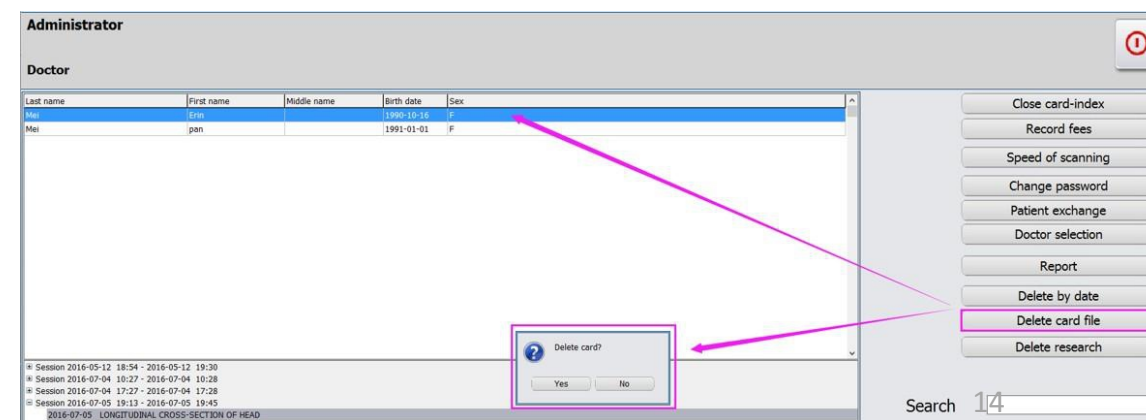 Administrator
Doctor
Last name First name Middle name Birth date Sex
Mei Erin 1990-10-16 F
Mei pan 1991-01-01 F
Close card-index
Record fees
Speed of scanning
Change password
Patient exchange
Doctor selection
Report
Delete by date
Delete card file
Delete research
Delete card?
Yes No
Session 2016-05-12 18:54 - 2016-05-12 19:30
Session 2016-07-04 10:27 - 2016-07-04 10:28
Session 2016-07-04 17:27 - 2016-07-04 17:28
Session 2016-07-05 19:13 - 2016-07-05 19:45
2016-07-05 LONGITUDINAL CROSS-SECTION OF HEAD
Search 14